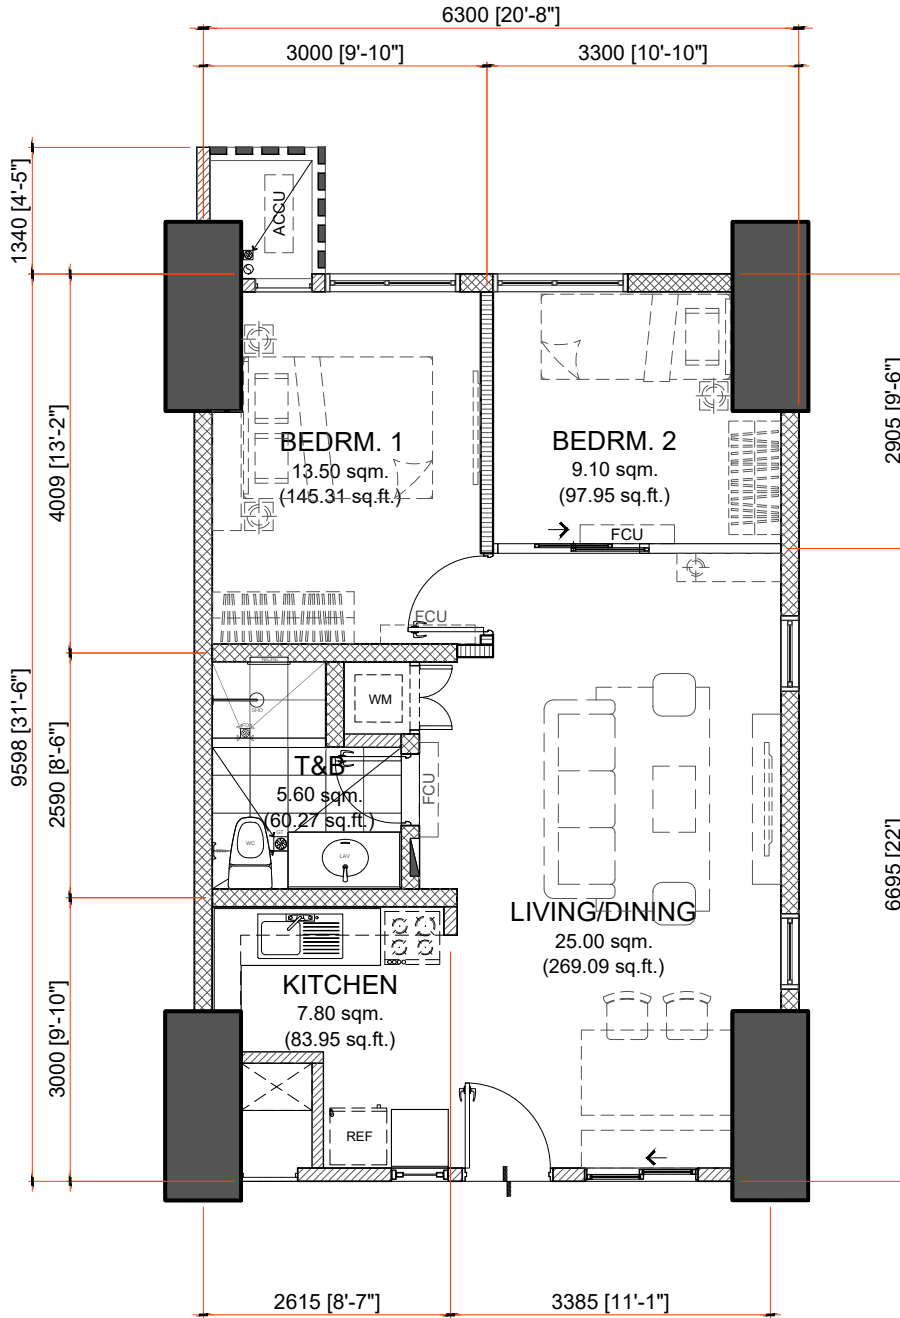 6300 [20'-8"]
3000 [9'-10"]
3300 [10'-10"]
1340 [4'-5"]
ACCU
4009 [13'-2"]
2905 [9'-6"]
BEDRM. 1
13.50 sqm.
(145.31 sq.ft.)
BEDRM. 2
9.10 sqm.
(97.95 sq.ft.)
FCU
FCU
9598 [31'-6"]
2590 [8'-6"]
NICHE
SHO
WM
T&B
5.60 sqm.
(60.27 sq.ft.)
FCU
WC
LAV
6695 [22']
LIVING/DINING
25.00 sqm.
(269.09 sq.ft.)
KITCHEN
7.80 sqm.
(83.95 sq.ft.)
3000 [9'-10"]
REF
2615 [8'-7"]
3385 [11'-1"]